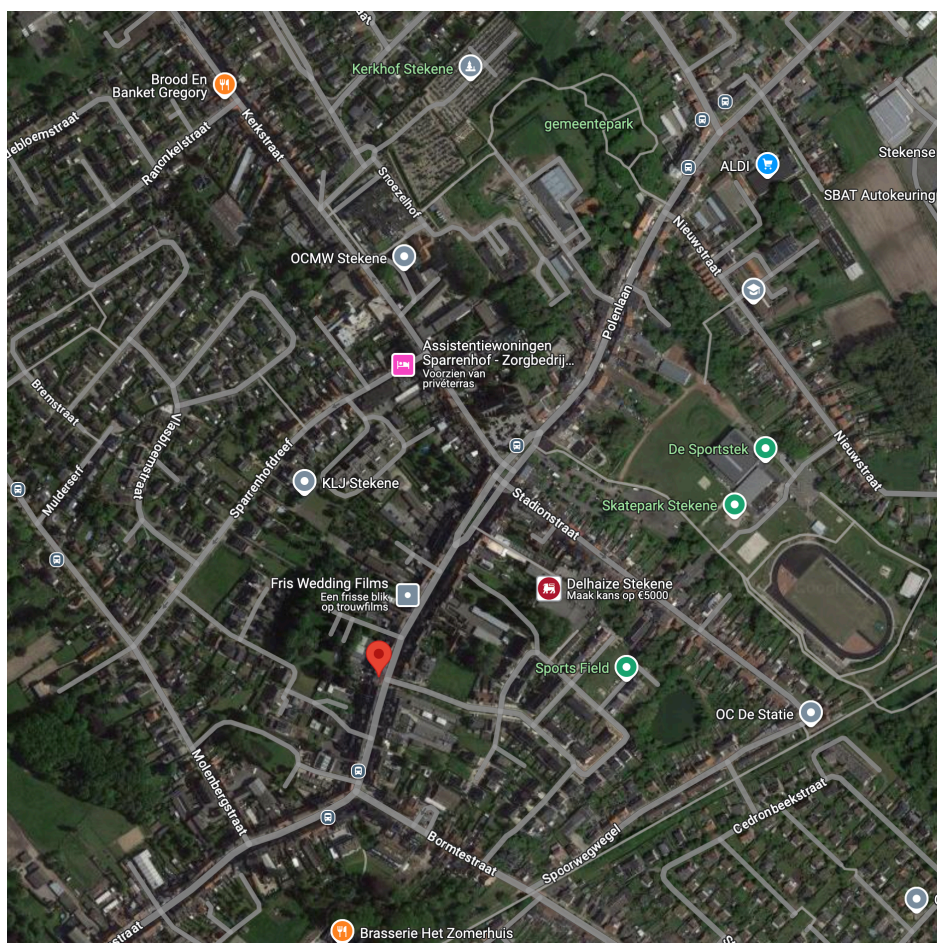 Kerkhof Stekene
Brood En
Banket Gregory
Kerkstraat
gemeentepark
ALDI
Stekense
SBAT Autokeuring
Snoezelhof
Nieuwstraat
OCMW Stekene
Polenlaan
Assistentiewoningen
Sparrenhof - Zorgbedrij...
Voorzien van
privéterras
Bremstraat
Vlasbloemstraat
Mulderserf
Sparrenhofdreef
KLJ Stekene
De Sportstek
Nieuwstraat
Skatepark Stekene
Stadionstraat
Fris Wedding Films
Een frisse blik
op trouwfilms
Delhaize Stekene
Maak kans op €5000
Sports Field
OC De Statie
Molenbergstraat
Cedronbeekstraat
Spoorwegwegel
Bormtestraat
straat
Brasserie Het Zomerhuis